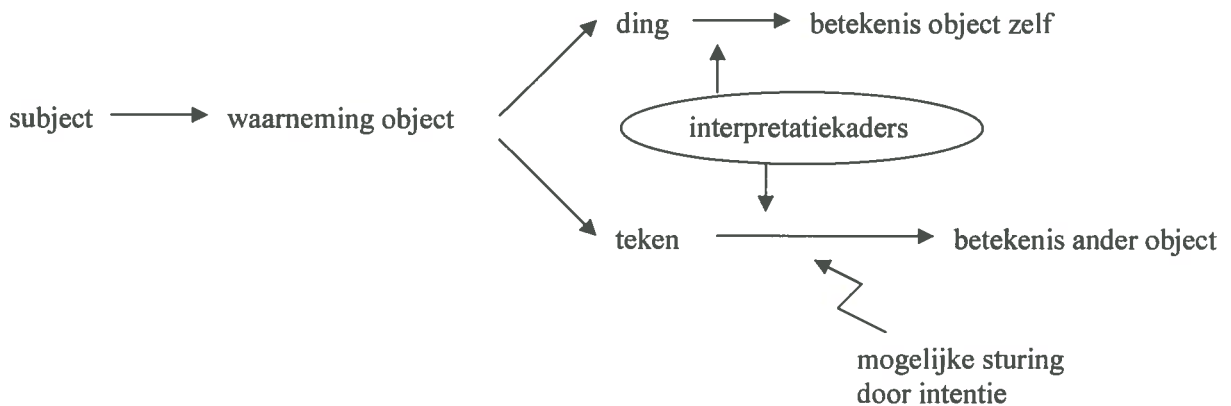 ding
betekenis object zelf
subject
waarneming object
interpretatiekaders
teken
betekenis ander object
mogelijke sturing
door intentie